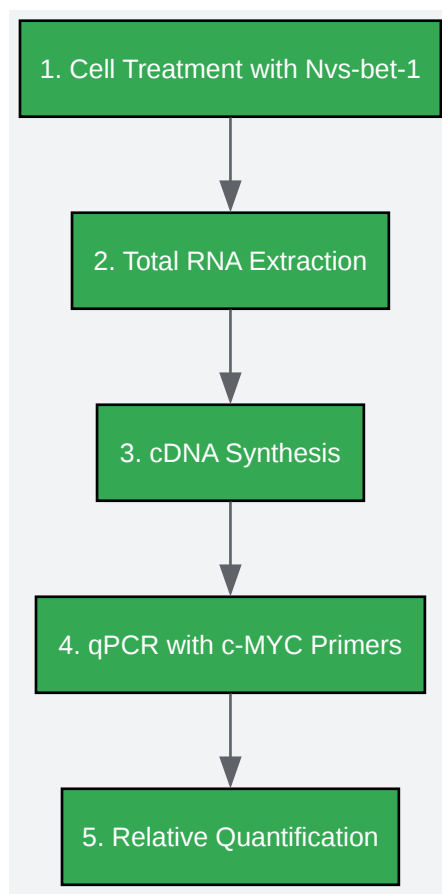 1. Cell Treatment with Nvs-bet-1
2. Total RNA Extraction
3. cDNA Synthesis
4. qPCR with c-MYC Primers
5. Relative Quantification